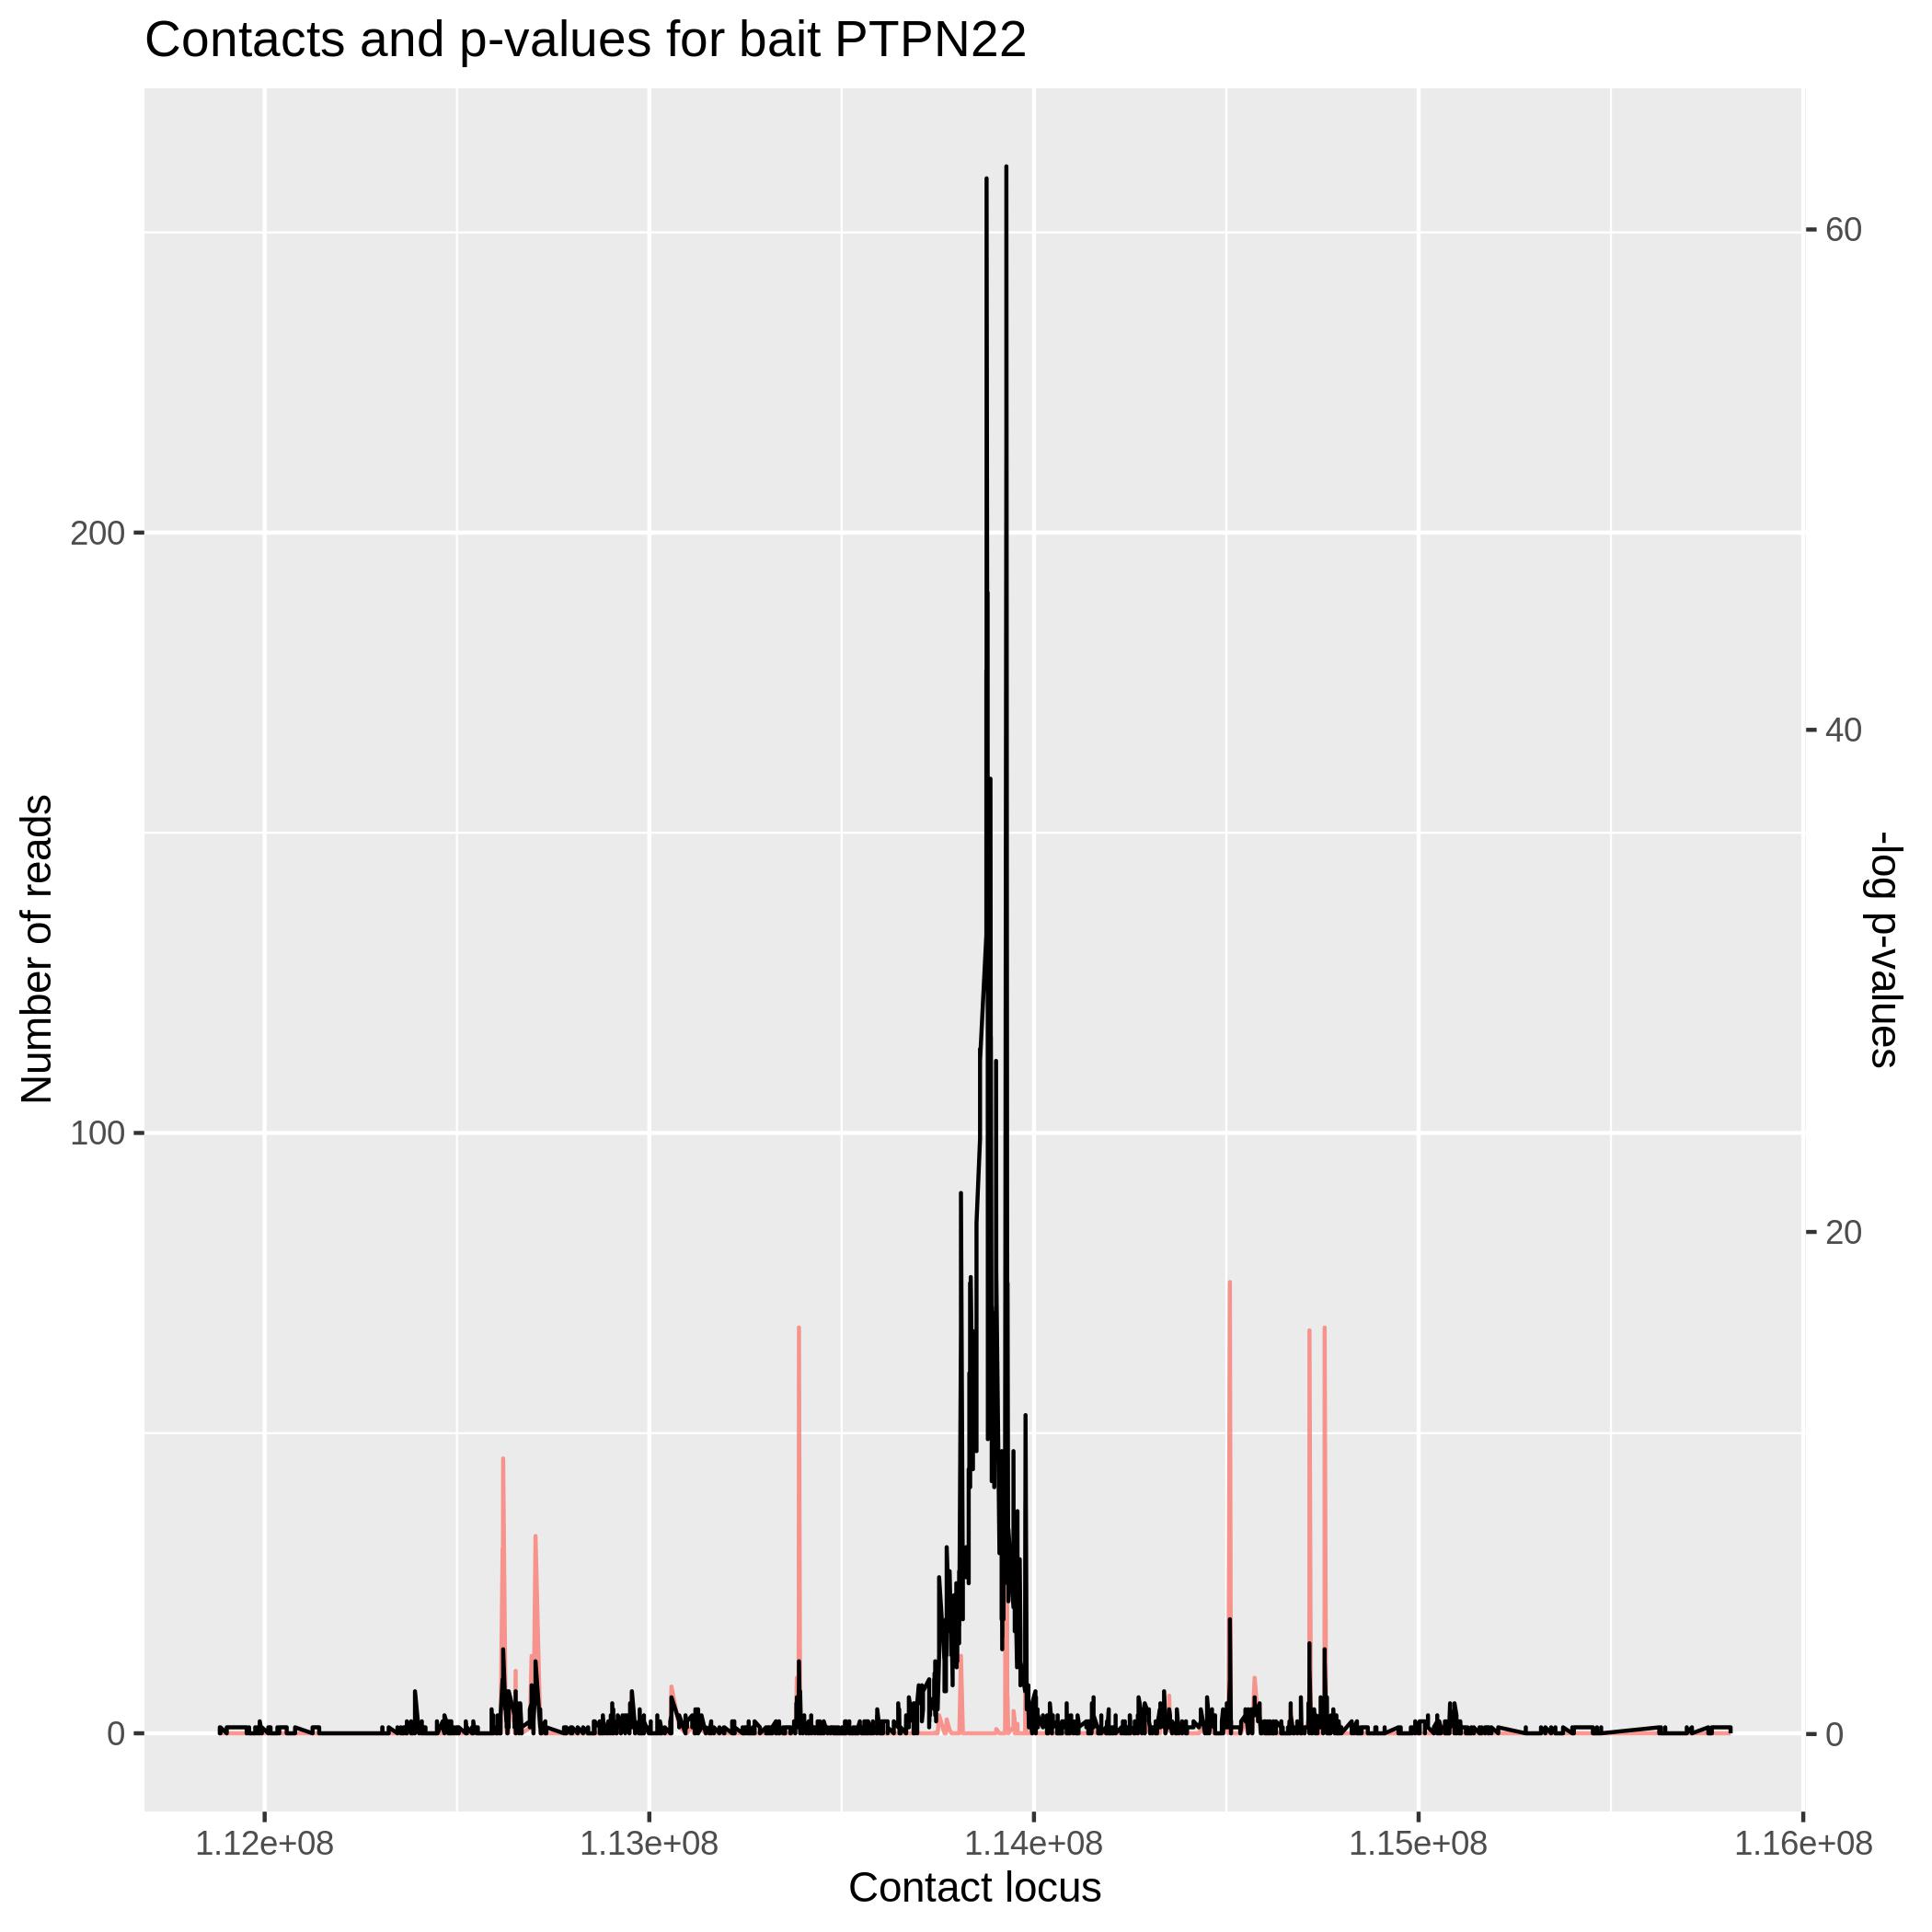 Contacts and p-values for bait PTPN22
Number of reads
200
100
0
60
40
20
0
-log p-values
1.12e+08
1.13e+08
1.14e+08
1.15e+08
1.16e+08
Contact locus